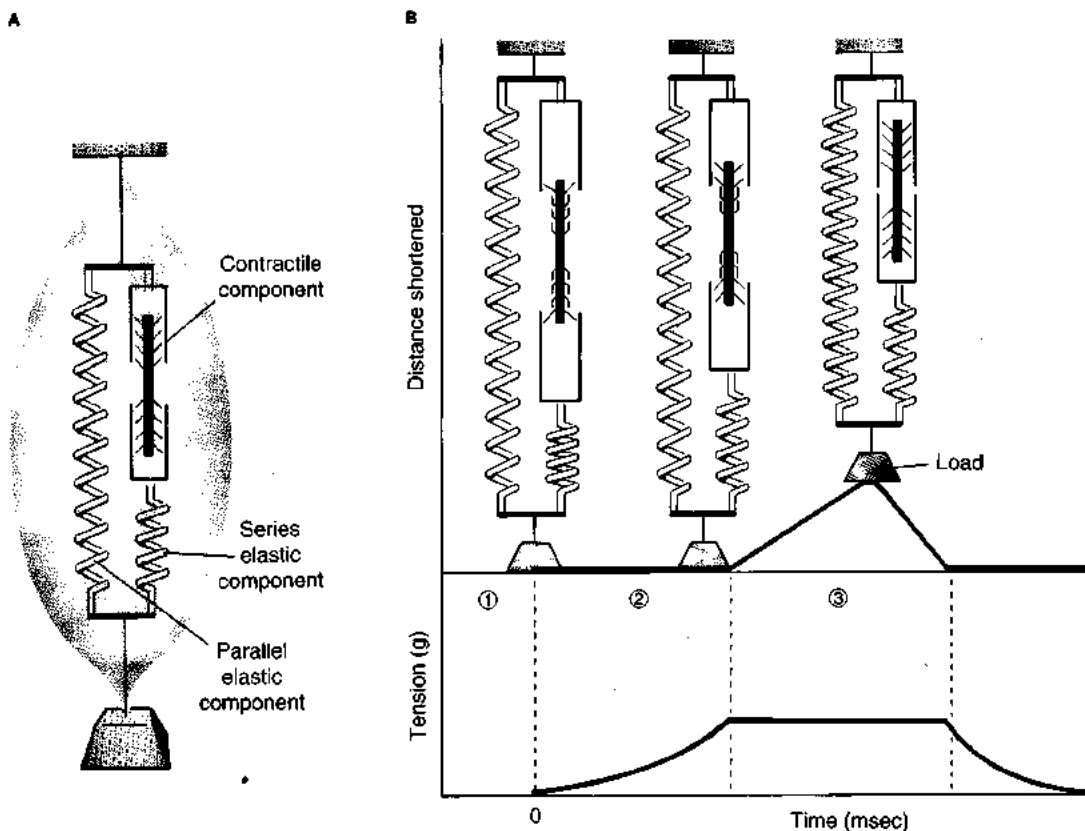 A
Contractile
component
Series
elastic
component
Parallel
elastic
component
B
Distance shortened
Load
① ② ③
Tension (g)
0
Time (msec)